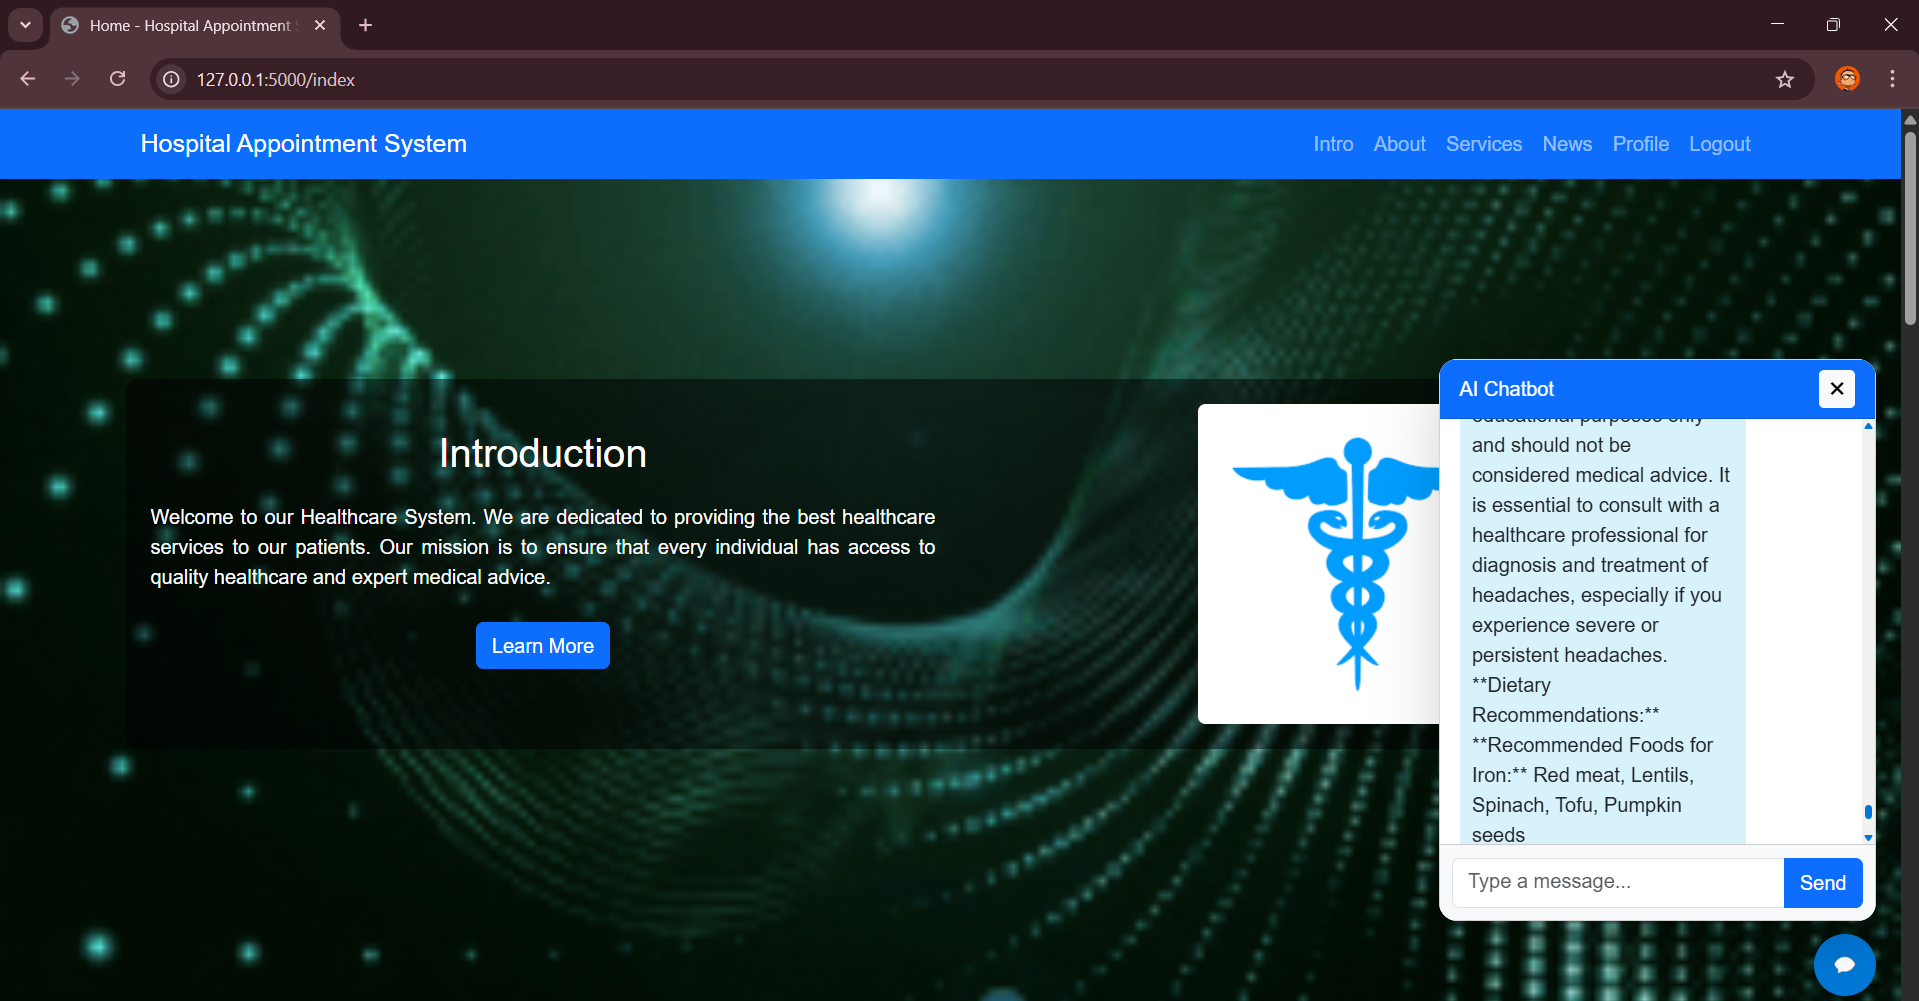 Home - Hospital Appointment
127.0.0.1:5000/index
Hospital Appointment System
Intro About Services News Profile Logout
Introduction
Welcome to our Healthcare System. We are dedicated to providing the best healthcare
services to our patients. Our mission is to ensure that every individual has access to
quality healthcare and expert medical advice.
Learn More
AI Chatbot
educational purposes only
and should not be
considered medical advice. It
is essential to consult with a
healthcare professional for
diagnosis and treatment of
headaches, especially if you
experience severe or
persistent headaches.
**Dietary
Recommendations:**
**Recommended Foods for
Iron:** Red meat, Lentils,
Spinach, Tofu, Pumpkin
seeds
Type a message...
Send